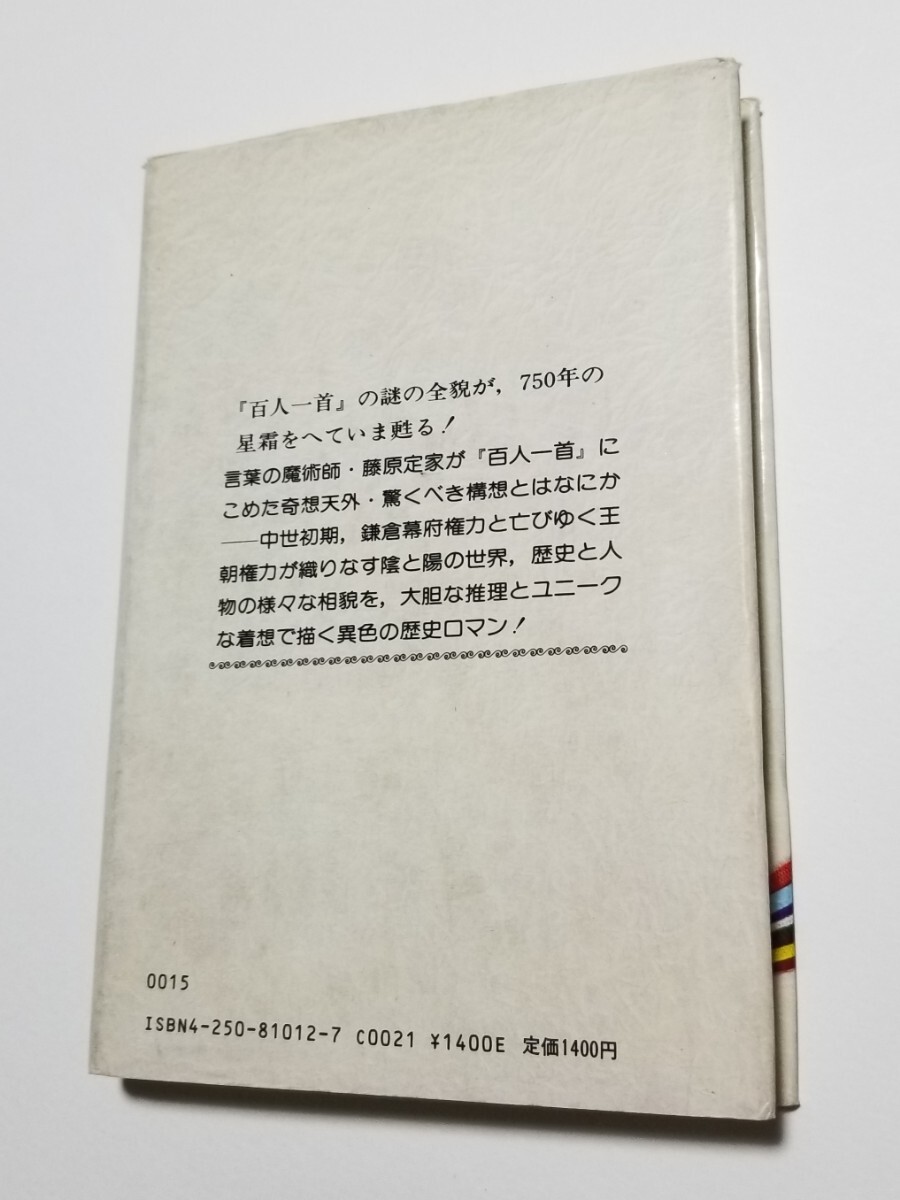 『百人一首』の謎の全貌が，750年の
星霜をへていま甦る！
言葉の魔術師・藤原定家が『百人一首』に
こめた奇想天外・驚くべき構想とはなにか
──中世初期，鎌倉幕府権力と亡びゆく王
朝権力が織りなす陰と陽の世界，歴史と人
物の様々な相貌を，大胆な推理とユニーク
な着想で描く異色の歴史ロマン！
0015
ISBN4-250-81012-7 C0021 ¥1400E 定価1400円